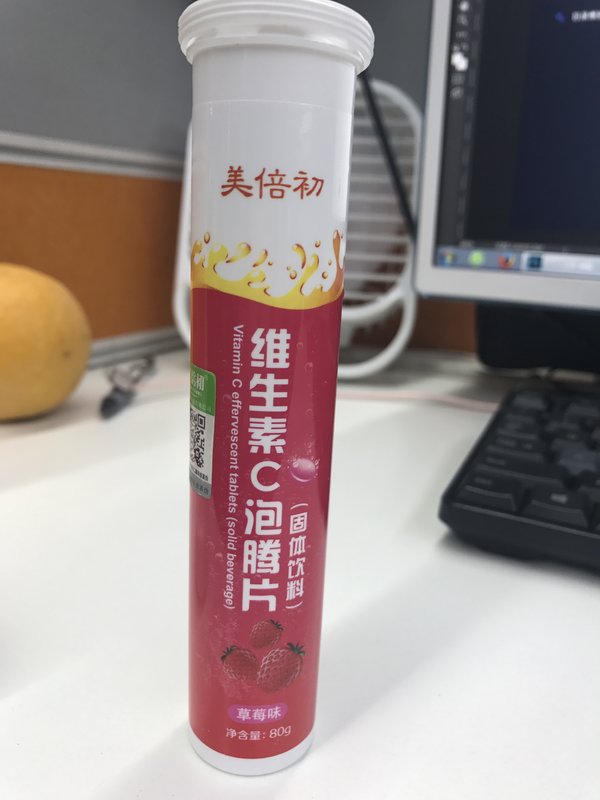 美倍初
维生素C泡腾片
Vitamin C effervescent tablets (solid beverage)
(固体饮料)
草莓味
净含量: 80g